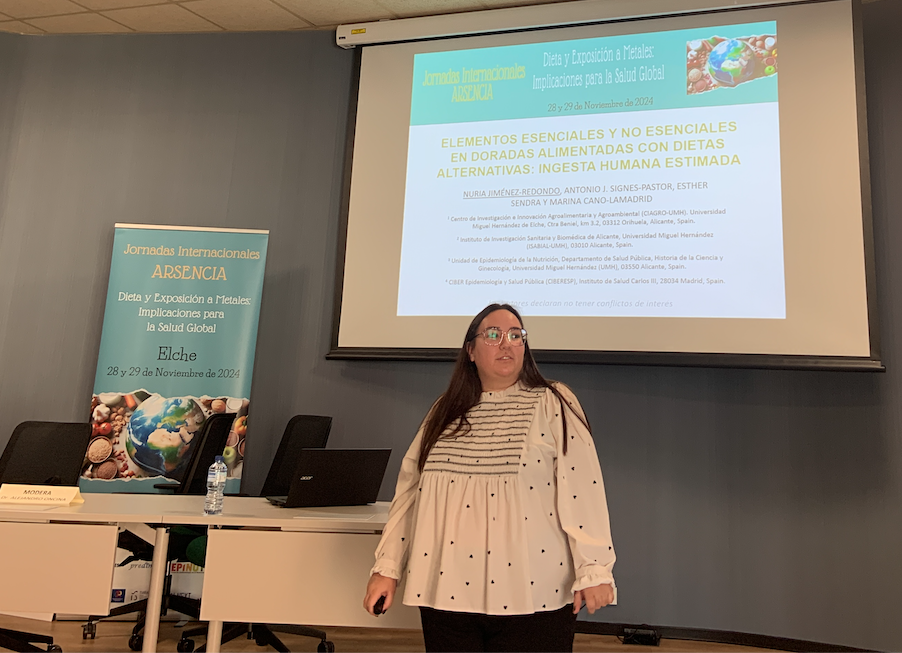 Jornadas Internacionales
ARSENCIA
Dieta y Exposición a Metales:
Implicaciones para la Salud Global
28 y 29 de Noviembre de 2024
ELEMENTOS ESENCIALES Y NO ESENCIALES
EN DORADAS ALIMENTADAS CON DIETAS
ALTERNATIVAS: INGESTA HUMANA ESTIMADA
NURIA JIMÉNEZ-REDONDO, ANTONIO J. SIGNES-PASTOR, ESTHER
SENDRA Y MARINA CANO-LAMADRID
¹ Centro de Investigación e Innovación Agroalimentaria y Agroambiental (CIAGRO-UMH). Universidad
Miguel Hernández de Elche, Ctra Beniel, km 3.2, 03312 Orihuela, Alicante, Spain.
² Instituto de Investigación Sanitaria y Biomédica de Alicante, Universidad Miguel Hernández
(ISABIAL-UMH), 03010 Alicante, Spain.
³ Unidad de Epidemiología de la Nutrición, Departamento de Salud Pública, Historia de la Ciencia y
Ginecología, Universidad Miguel Hernández (UMH), 03550 Alicante, Spain.
⁴ CIBER Epidemiología y Salud Pública (CIBERESP), Instituto de Salud Carlos III, 28034 Madrid, Spain.
declaran no tener conflictos de interés
Jornadas Internacionales
ARSENCIA
Dieta y Exposición a Metales:
Implicaciones para
la Salud Global
Elche
28 y 29 de Noviembre de 2024
acer
MODERA
EPINUT